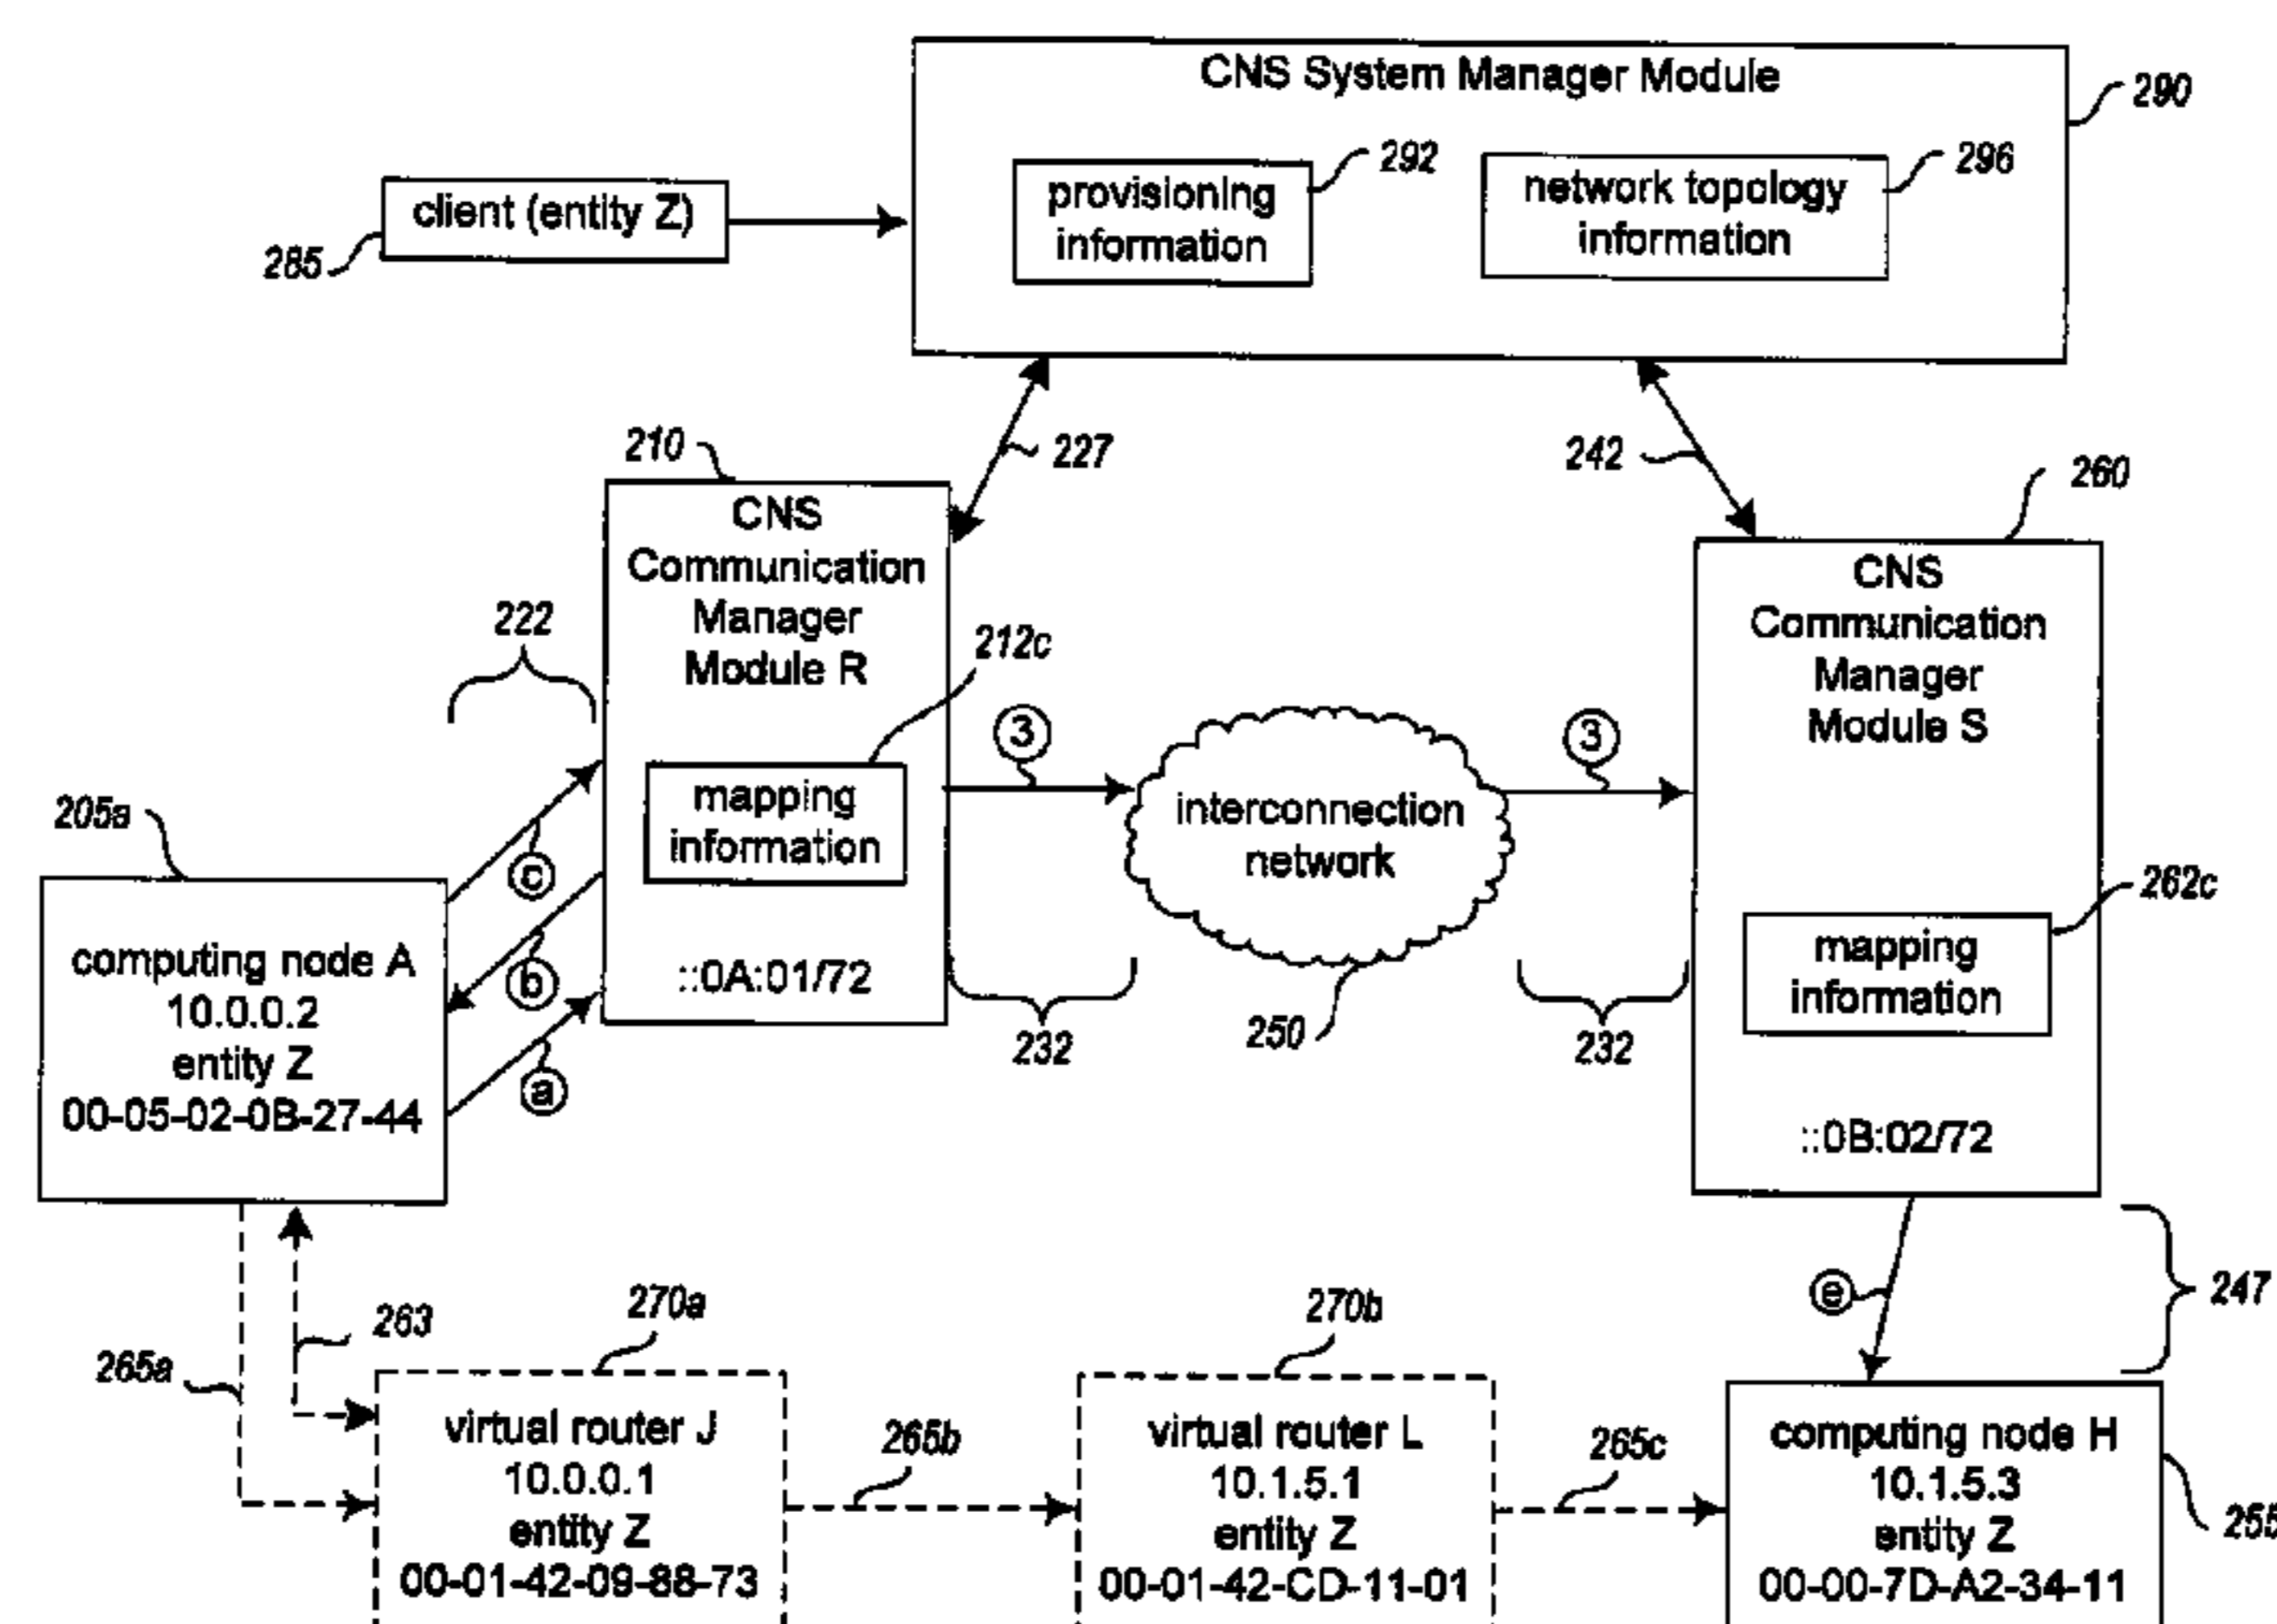 CNS System Manager Module
290
provisioning
information
292
network topology
information
296
client (entity Z)
285
227
242
210
CNS
Communication
Manager
Module R
212c
mapping
information
::0A:01/72
222
260
CNS
Communication
Manager
Module S
262c
mapping
information
::0B:02/72
3
interconnection
network
3
232
250
232
205a
computing node A
10.0.0.2
entity Z
00-05-02-0B-27-44
c
b
a
e
247
265a
263
270a
virtual router J
10.0.0.1
entity Z
00-01-42-09-88-73
265b
270b
virtual router L
10.1.5.1
entity Z
00-01-42-CD-11-01
265c
computing node H
10.1.5.3
entity Z
00-00-7D-A2-34-11
255